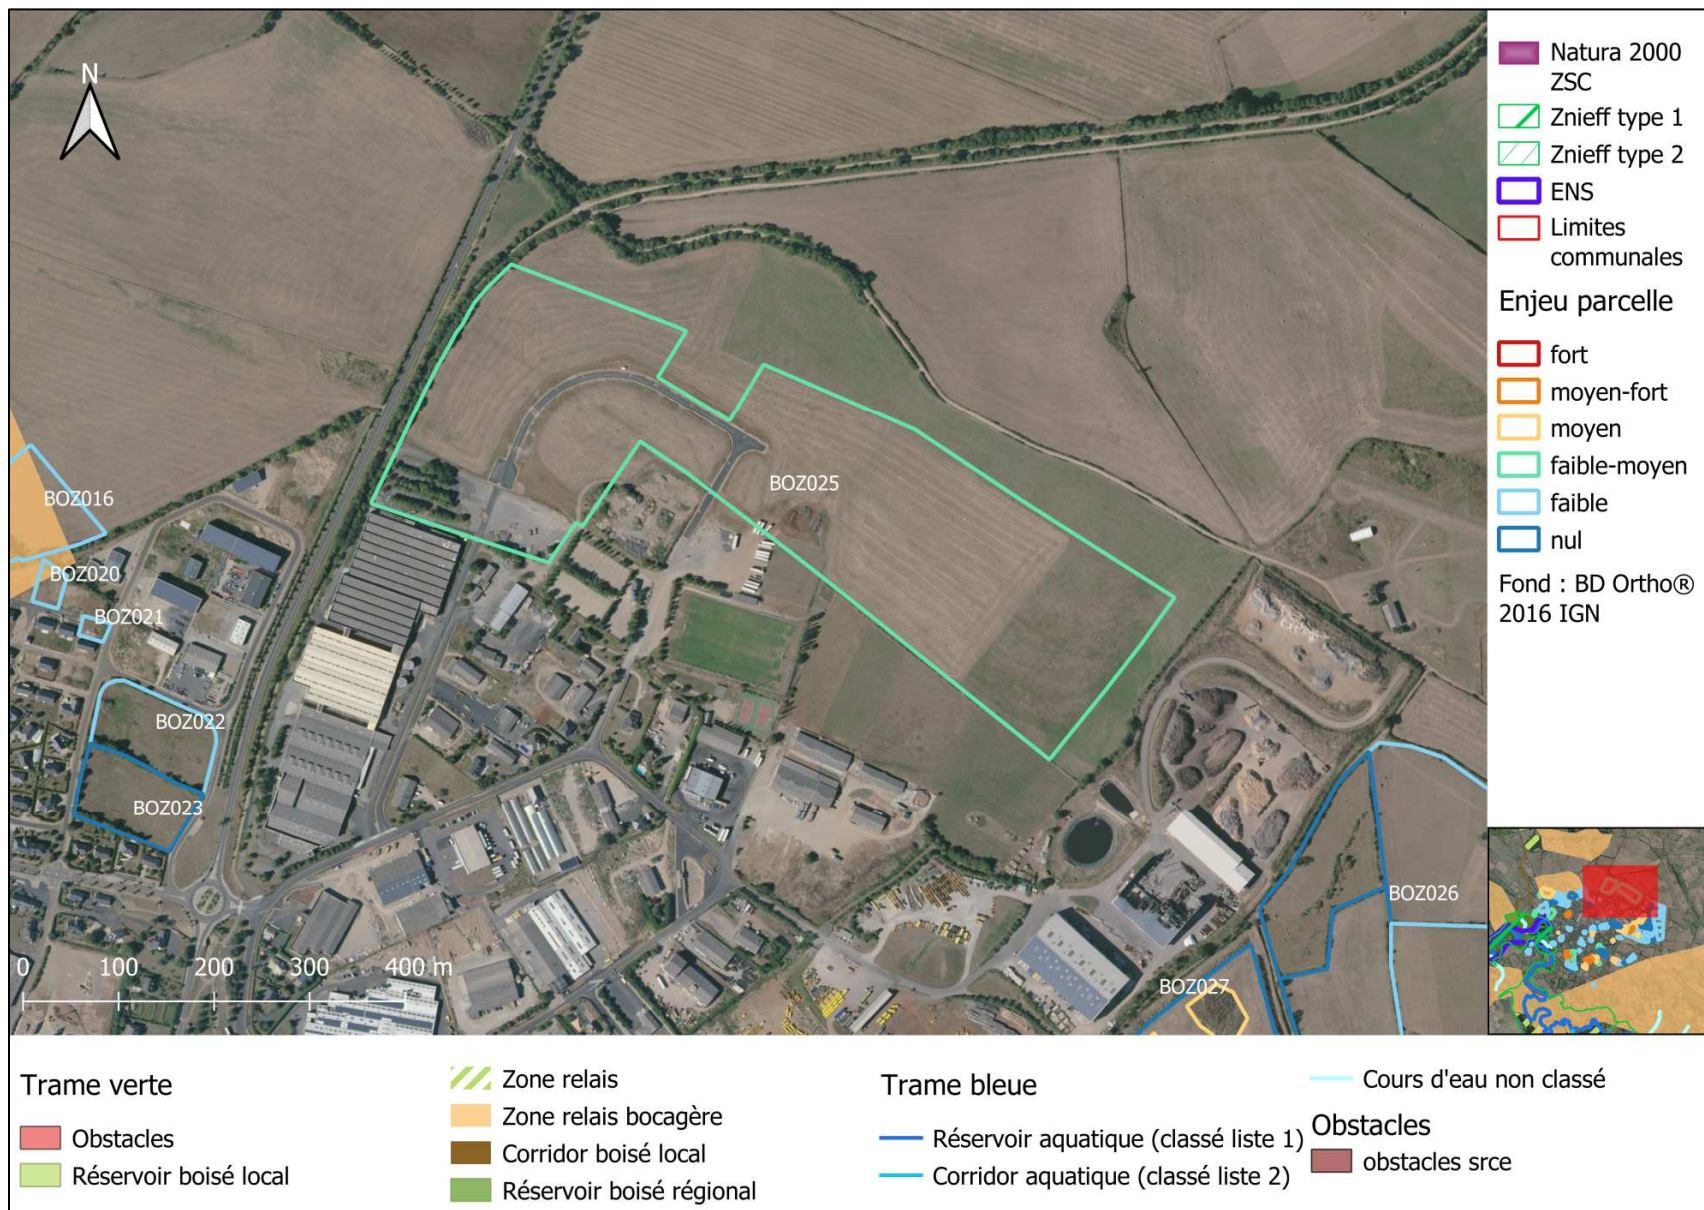 N
BOZ016
BOZ020
BOZ021
BOZ022
BOZ023
BOZ025
BOZ026
BOZ027
0 100 200 300 400 m
Natura 2000
ZSC
Znieff type 1
Znieff type 2
ENS
Limites
communales
Enjeu parcelle
fort
moyen-fort
moyen
faible-moyen
faible
nul
Fond : BD Ortho®
2016 IGN
Trame verte
Obstacles
Réservoir boisé local
Zone relais
Zone relais bocagère
Corridor boisé local
Réservoir boisé régional
Trame bleue
Réservoir aquatique (classé liste 1)
Corridor aquatique (classé liste 2)
Cours d'eau non classé
Obstacles
obstacles srce